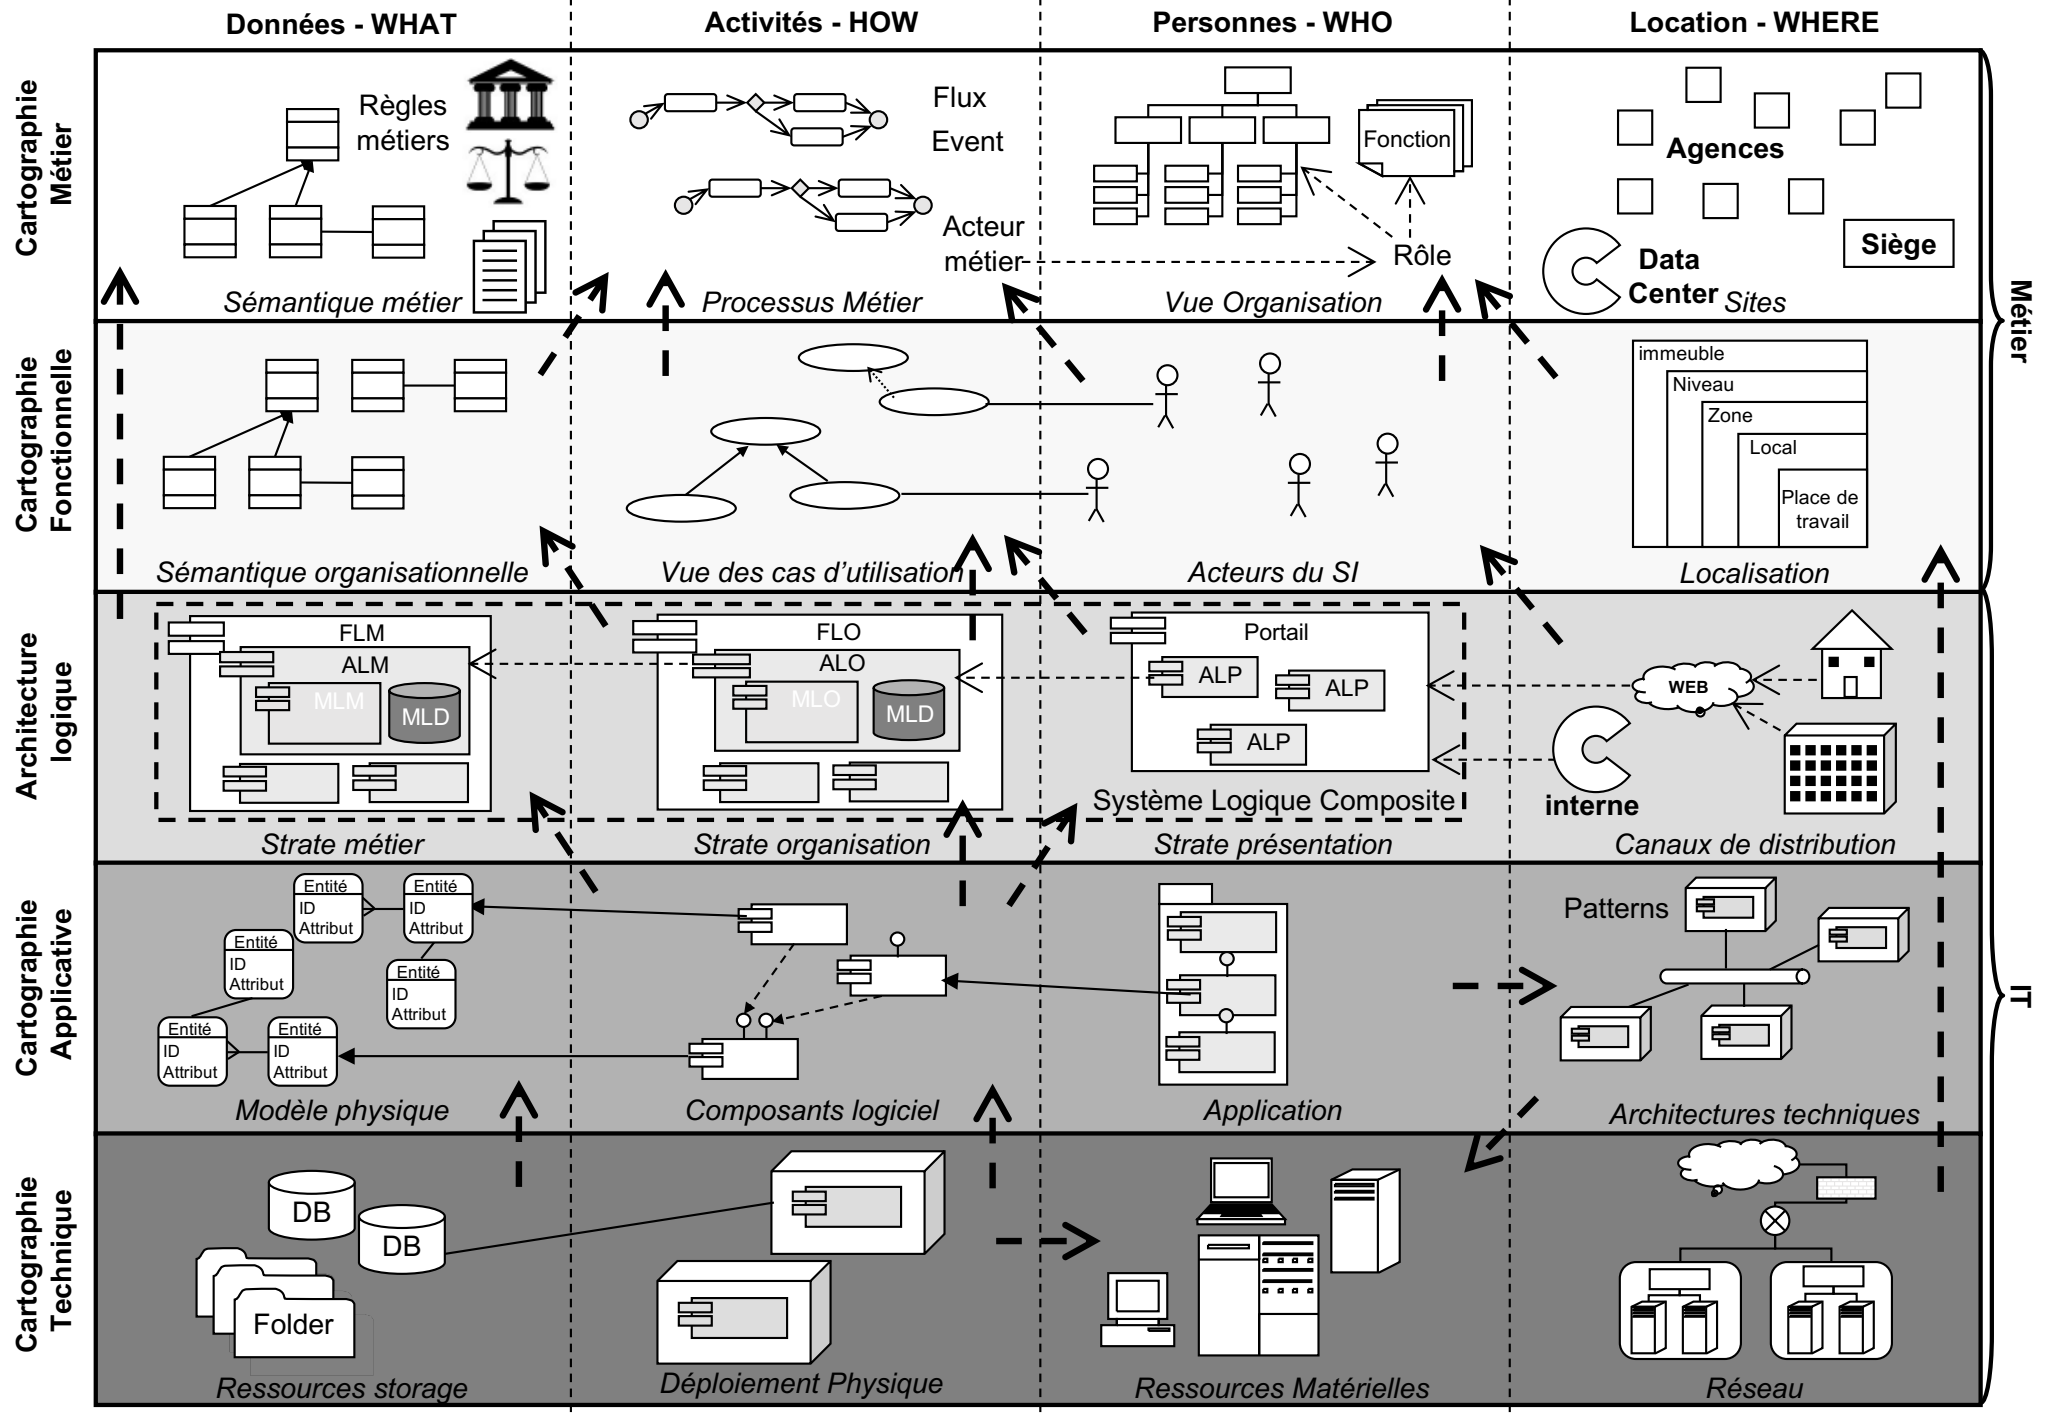 Données - WHAT
Activités - HOW
Personnes - WHO
Location - WHERE
Cartographie
Métier
Règles
métiers
Sémantique métier
Flux
Event
Acteur
métier
Processus Métier
Fonction
Rôle
Vue Organisation
Agences
Siège
Data
Center
Sites
Métier
Cartographie
Fonctionnelle
Sémantique organisationnelle
Vue des cas d'utilisation
Acteurs du SI
immeuble
Niveau
Zone
Local
Place de
travail
Localisation
Architecture
logique
FLM
ALM
MLM
MLD
Strate métier
FLO
ALO
MLO
MLD
Strate organisation
Portail
ALP
ALP
ALP
Système Logique Composite
Strate présentation
WEB
interne
Canaux de distribution
IT
Cartographie
Applicative
Entité
ID
Attribut
Entité
ID
Attribut
Entité
ID
Attribut
Entité
ID
Attribut
Entité
ID
Attribut
Entité
ID
Attribut
Modèle physique
Composants logiciel
Application
Patterns
Architectures techniques
Cartographie
Technique
DB
DB
Folder
Ressources storage
Déploiement Physique
Ressources Matérielles
Réseau